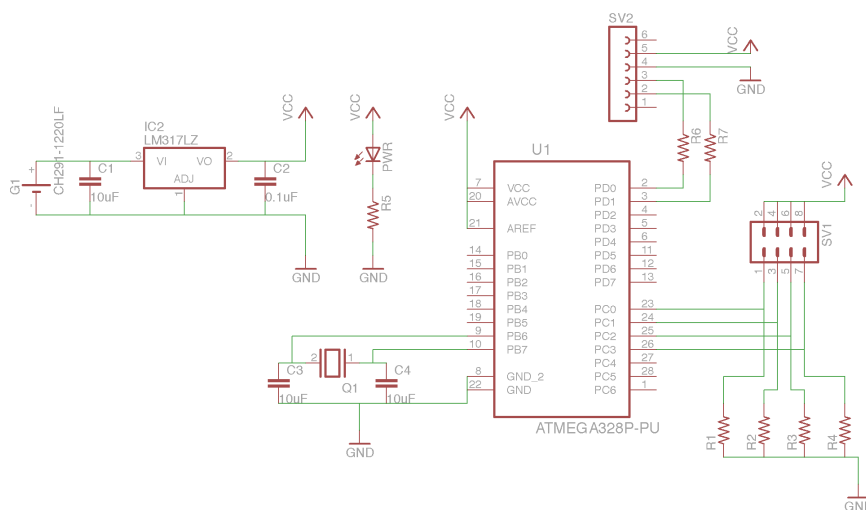 SV2
6
5
4
3
2
1
VCC
GND
R6
R7
CH291-1220LF
G1
+
-
C1
10uF
IC2
LM317LZ
3
VI
VO
2
ADJ
1
VCC
C2
0.1uF
GND
VCC
PWR
R5
GND
VCC
U1
7
VCC
20
AVCC
21
AREF
14
PB0
15
PB1
16
PB2
17
PB3
18
PB4
19
PB5
9
PB6
10
PB7
8
GND_2
22
GND
PD0
2
PD1
3
PD2
4
PD3
5
PD4
6
PD5
11
PD6
12
PD7
13
PC0
23
PC1
24
PC2
25
PC3
26
PC4
27
PC5
28
PC6
1
ATMEGA328P-PU
C3
10uF
2
1
Q1
C4
10uF
GND
VCC
2
4
6
8
SV1
1
3
5
7
R1
R2
R3
R4
GND